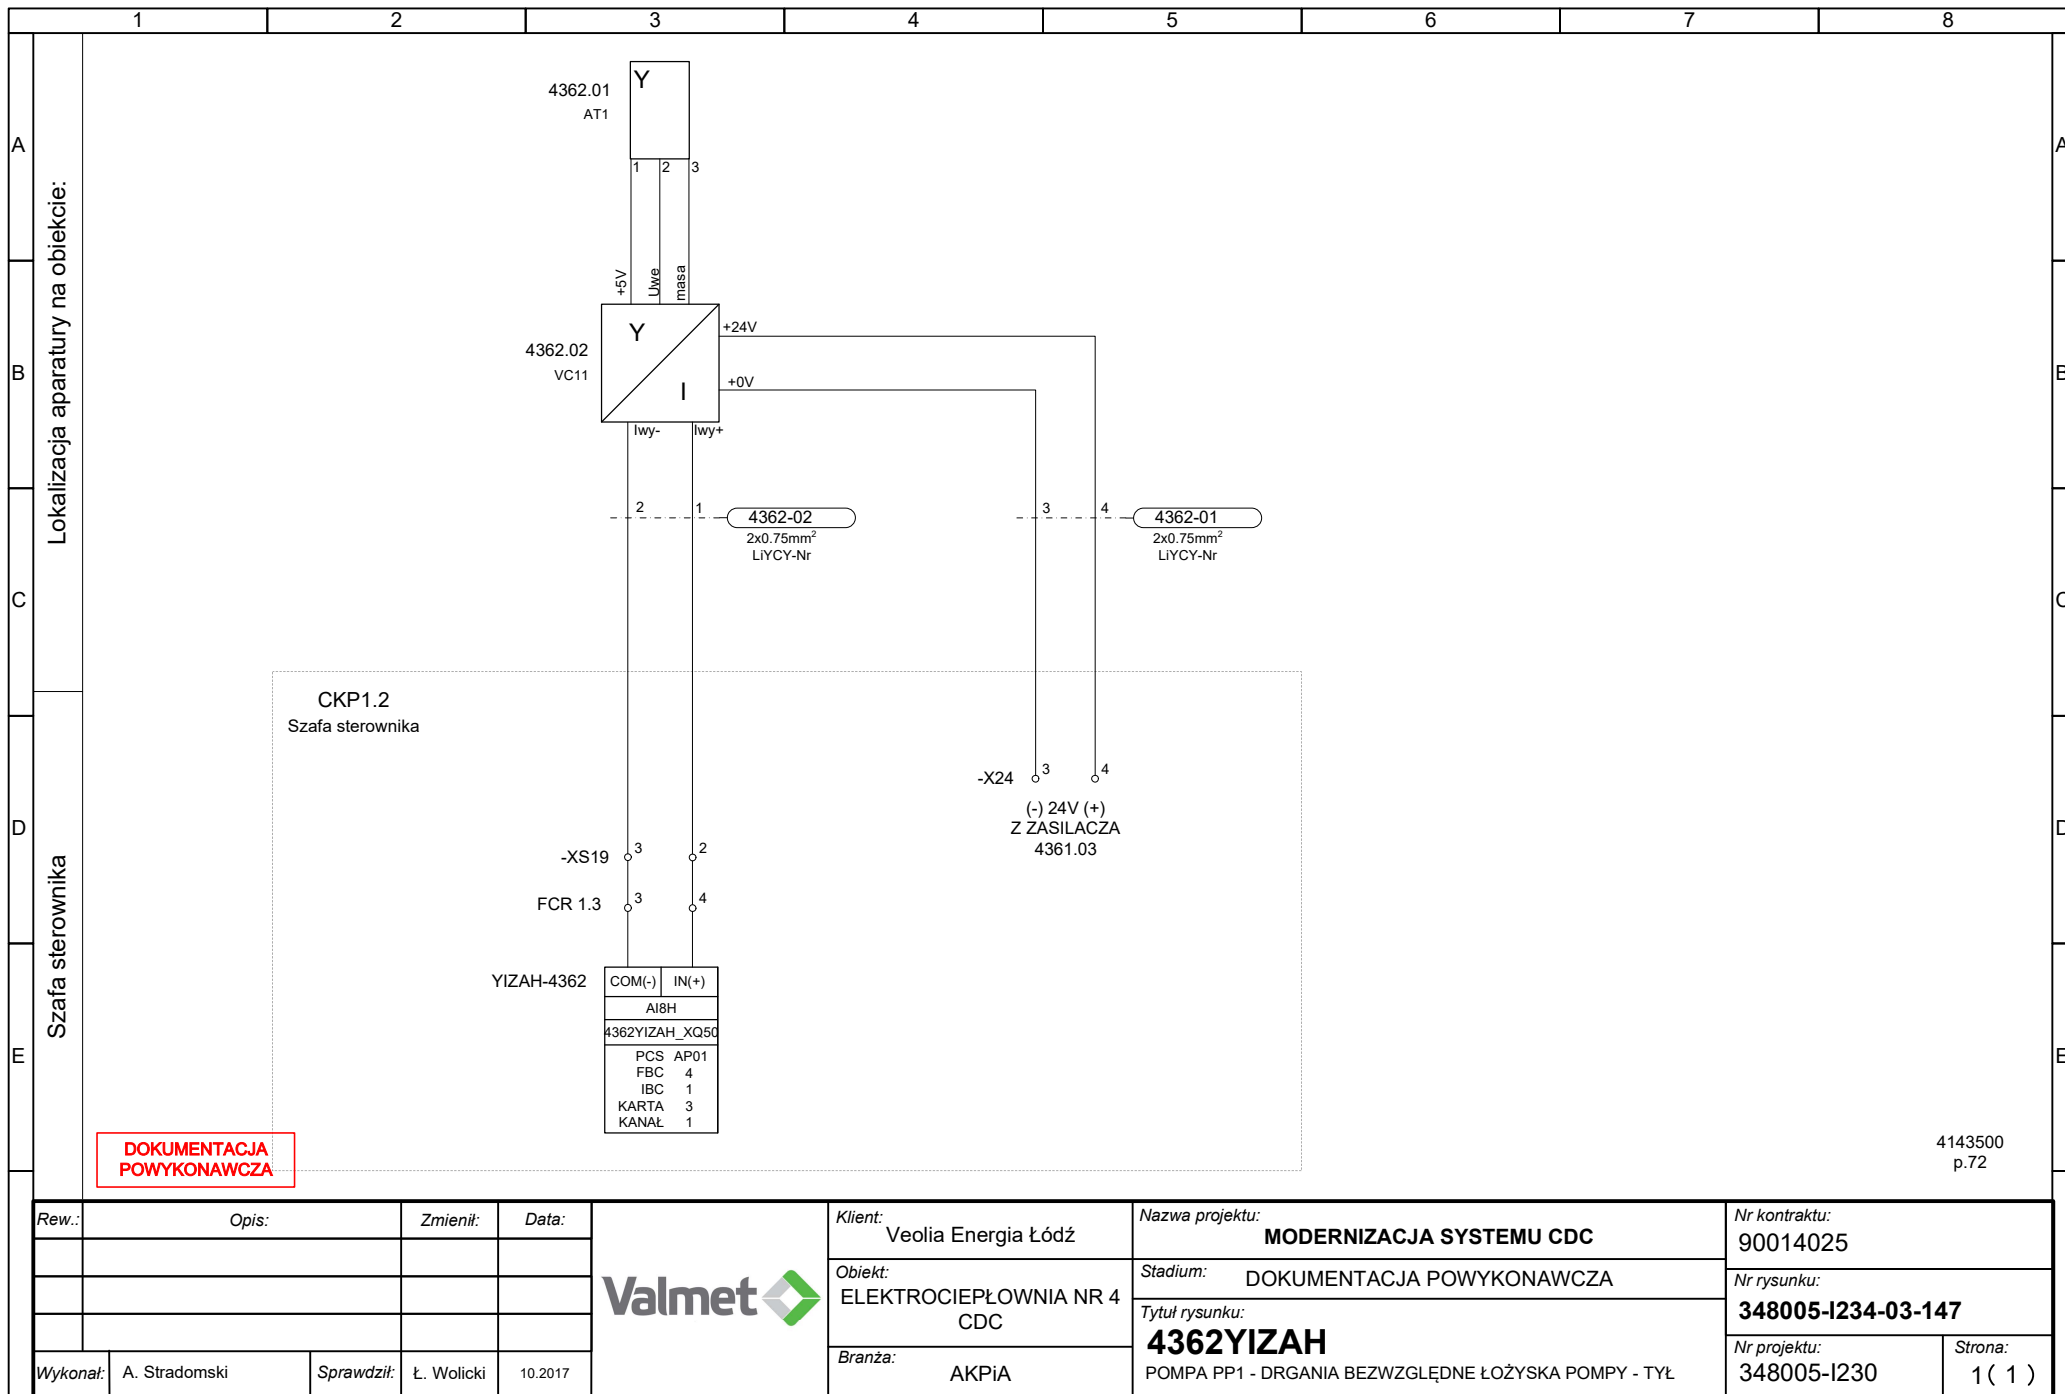 1 2 3 4 5 6 7 8
A
B
C
D
E
A
B
C
D
E
Lokalizacja aparatury na obiekcie:
Szafa sterownika
4362.01
AT1
Y
1 2 3
+5V Uwe masa
4362.02
VC11
Y
I
+24V
+0V
Iwy- Iwy+
2 1
4362-02
2x0.75mm²
LiYCY-Nr
3 4
4362-01
2x0.75mm²
LiYCY-Nr
CKP1.2
Szafa sterownika
-X24 3 4
(-) 24V (+)
Z ZASILACZA
4361.03
-XS19 3 2
FCR 1.3 3 4
YIZAH-4362
COM(-) IN(+)
AI8H
4362YIZAH_XQ50
PCS AP01
FBC 4
IBC 1
KARTA 3
KANAŁ 1
DOKUMENTACJA
POWYKONAWCZA
4143500
p.72
Rew.: Opis: Zmienił: Data:
Wykonał: A. Stradomski Sprawdził: Ł. Wolicki 10.2017
Valmet
Klient:
Veolia Energia Łódź
Obiekt:
ELEKTROCIEPŁOWNIA NR 4
CDC
Branża:
AKPiA
Nazwa projektu:
MODERNIZACJA SYSTEMU CDC
Stadium: DOKUMENTACJA POWYKONAWCZA
Tytuł rysunku:
4362YIZAH
POMPA PP1 - DRGANIA BEZWZGLĘDNE ŁOŻYSKA POMPY - TYŁ
Nr kontraktu:
90014025
Nr rysunku:
348005-I234-03-147
Nr projektu:
348005-I230
Strona:
1( 1 )